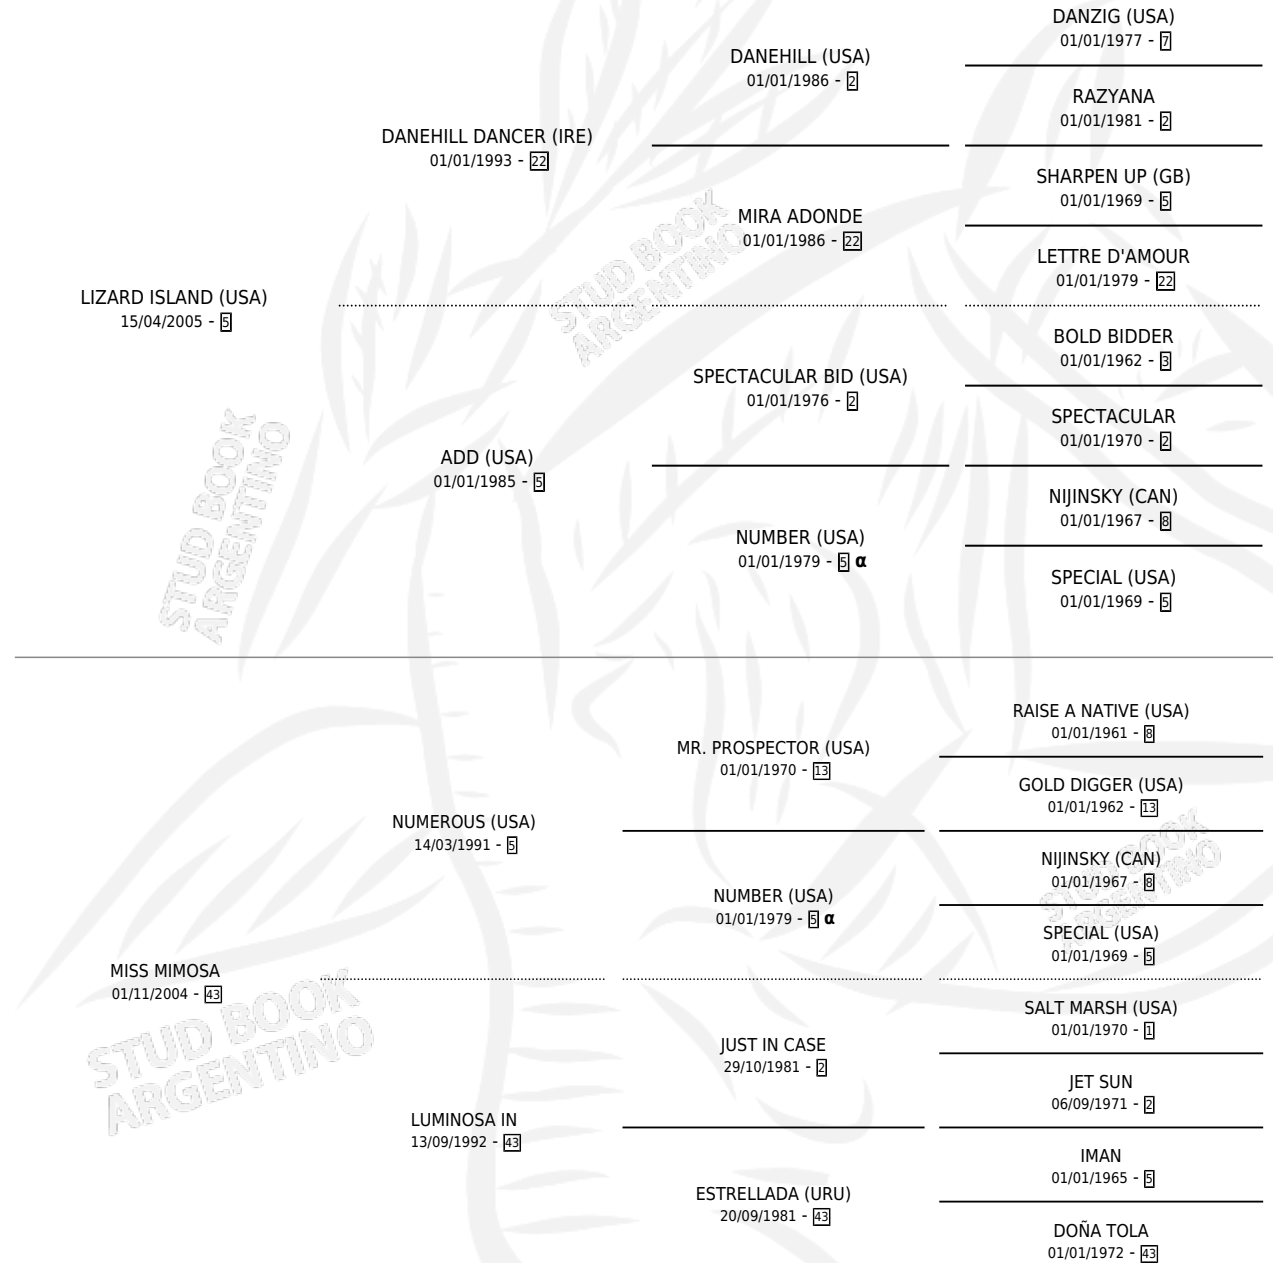 DANZIG (USA)
01/01/1977 - 7
DANEHILL (USA)
01/01/1986 - 2
RAZYANA
01/01/1981 - 2
DANEHILL DANCER (IRE)
01/01/1993 - 22
SHARPEN UP (GB)
01/01/1969 - 5
MIRA ADONDE
01/01/1986 - 22
LETTRE D'AMOUR
01/01/1979 - 22
LIZARD ISLAND (USA)
15/04/2005 - 5
BOLD BIDDER
01/01/1962 - 3
SPECTACULAR BID (USA)
01/01/1976 - 2
SPECTACULAR
01/01/1970 - 2
ADD (USA)
01/01/1985 - 5
NIJINSKY (CAN)
01/01/1967 - 8
NUMBER (USA)
01/01/1979 - 5 α
SPECIAL (USA)
01/01/1969 - 5
RAISE A NATIVE (USA)
01/01/1961 - 8
MR. PROSPECTOR (USA)
01/01/1970 - 13
GOLD DIGGER (USA)
01/01/1962 - 13
NUMEROUS (USA)
14/03/1991 - 5
NIJINSKY (CAN)
01/01/1967 - 8
NUMBER (USA)
01/01/1979 - 5 α
SPECIAL (USA)
01/01/1969 - 5
MISS MIMOSA
01/11/2004 - 43
SALT MARSH (USA)
01/01/1970 - 1
JUST IN CASE
29/10/1981 - 2
JET SUN
06/09/1971 - 2
LUMINOSA IN
13/09/1992 - 43
IMAN
01/01/1965 - 5
ESTRELLADA (URU)
20/09/1981 - 43
DOÑA TOLA
01/01/1972 - 43
STUD BOOK
ARGENTINO
STUD BOOK
ARGENTINO
STUD BOOK
ARGENTINO
STUD BOOK
ARGENTINO